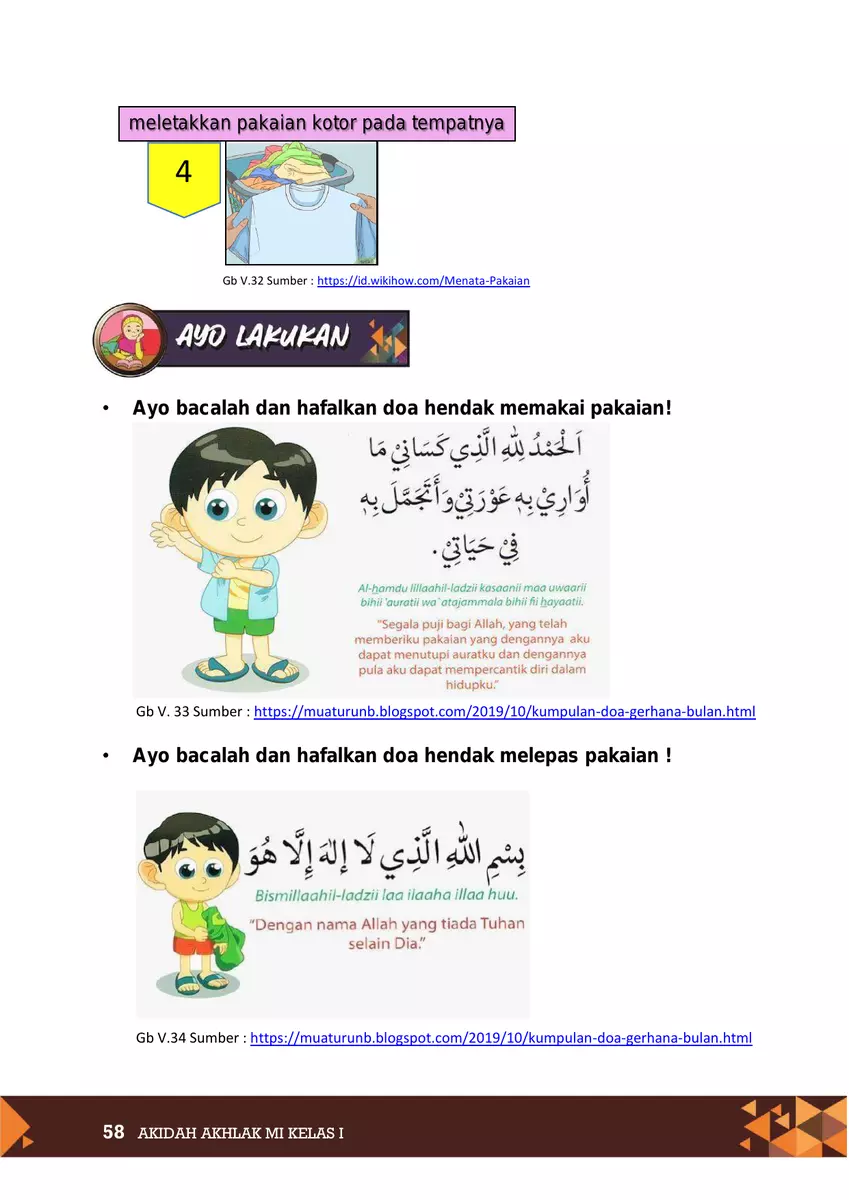 meletakkan pakaian kotor pada tempatnya
4
Gb V.32 Sumber : https://id.wikihow.com/Menata-Pakaian
AYO LAKUKAN
• Ayo bacalah dan hafalkan doa hendak memakai pakaian!
اَلْحَمْدُ لِلّٰهِ الَّذِي كَسَانِيْ مَا
أُوَارِيْ بِهٖ عَوْرَتِيْ وَأَتَجَمَّلَ بِهٖ
فِيْ حَيَاتِيْ.
Al-hamdu lillaahil-ladzii kasaanii maa uwaarii
bihii 'auratii wa`atajammala bihii fii hayaatii.
"Segala puji bagi Allah, yang telah
memberiku pakaian yang dengannya aku
dapat menutupi auratku dan dengannya
pula aku dapat mempercantik diri dalam
hidupku."
Gb V. 33 Sumber : https://muaturunb.blogspot.com/2019/10/kumpulan-doa-gerhana-bulan.html
• Ayo bacalah dan hafalkan doa hendak melepas pakaian !
بِسْمِ اللّٰهِ الَّذِي لَا إِلٰهَ إِلَّا هُوَ
Bismillaahil-ladzii laa ilaaha illaa huu.
"Dengan nama Allah yang tiada Tuhan
selain Dia."
Gb V.34 Sumber : https://muaturunb.blogspot.com/2019/10/kumpulan-doa-gerhana-bulan.html
58 AKIDAH AKHLAK MI KELAS I